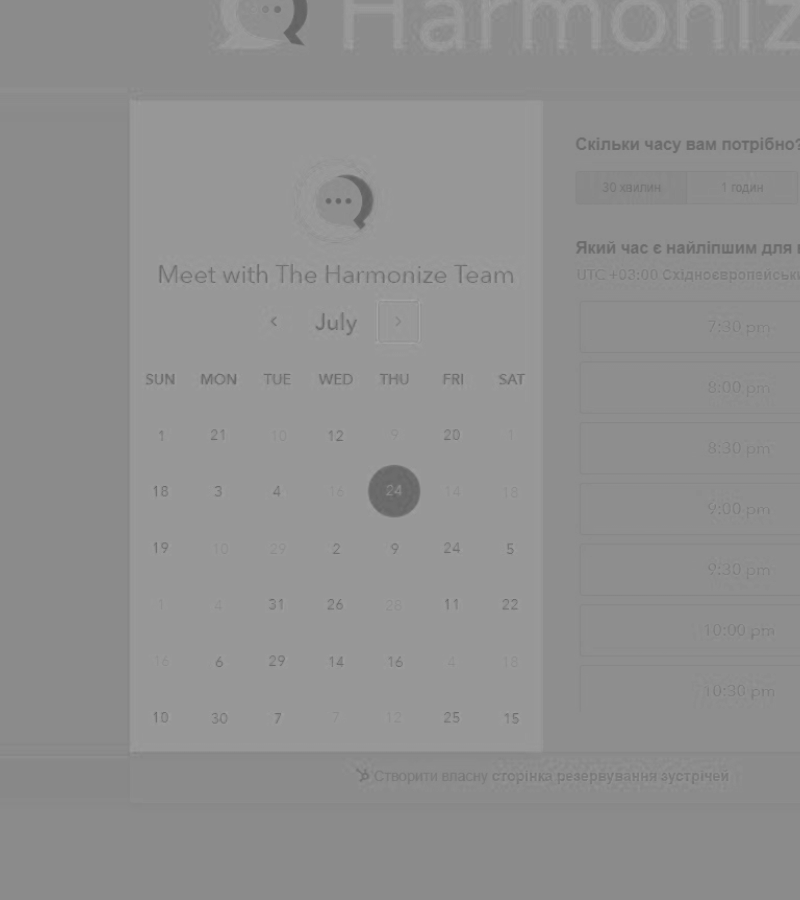 Harmoniz
Meet with The Harmonize Team
July
SUN MON TUE WED THU FRI SAT
1 21 10 12 9 20 1
18 3 4 16 24 14 18
19 10 29 2 9 24 5
1 4 31 26 28 11 22
16 6 29 14 16 4 18
10 30 7 7 12 25 15
Скільки часу вам потрібно?
30 хвилин 1 годин
Який час є найліпшим для
UTC +03:00 Східноєвропейськ
7:30 pm
8:00 pm
8:30 pm
9:00 pm
9:30 pm
10:00 pm
10:30 pm
Створити власну сторінка резервування зустрічей